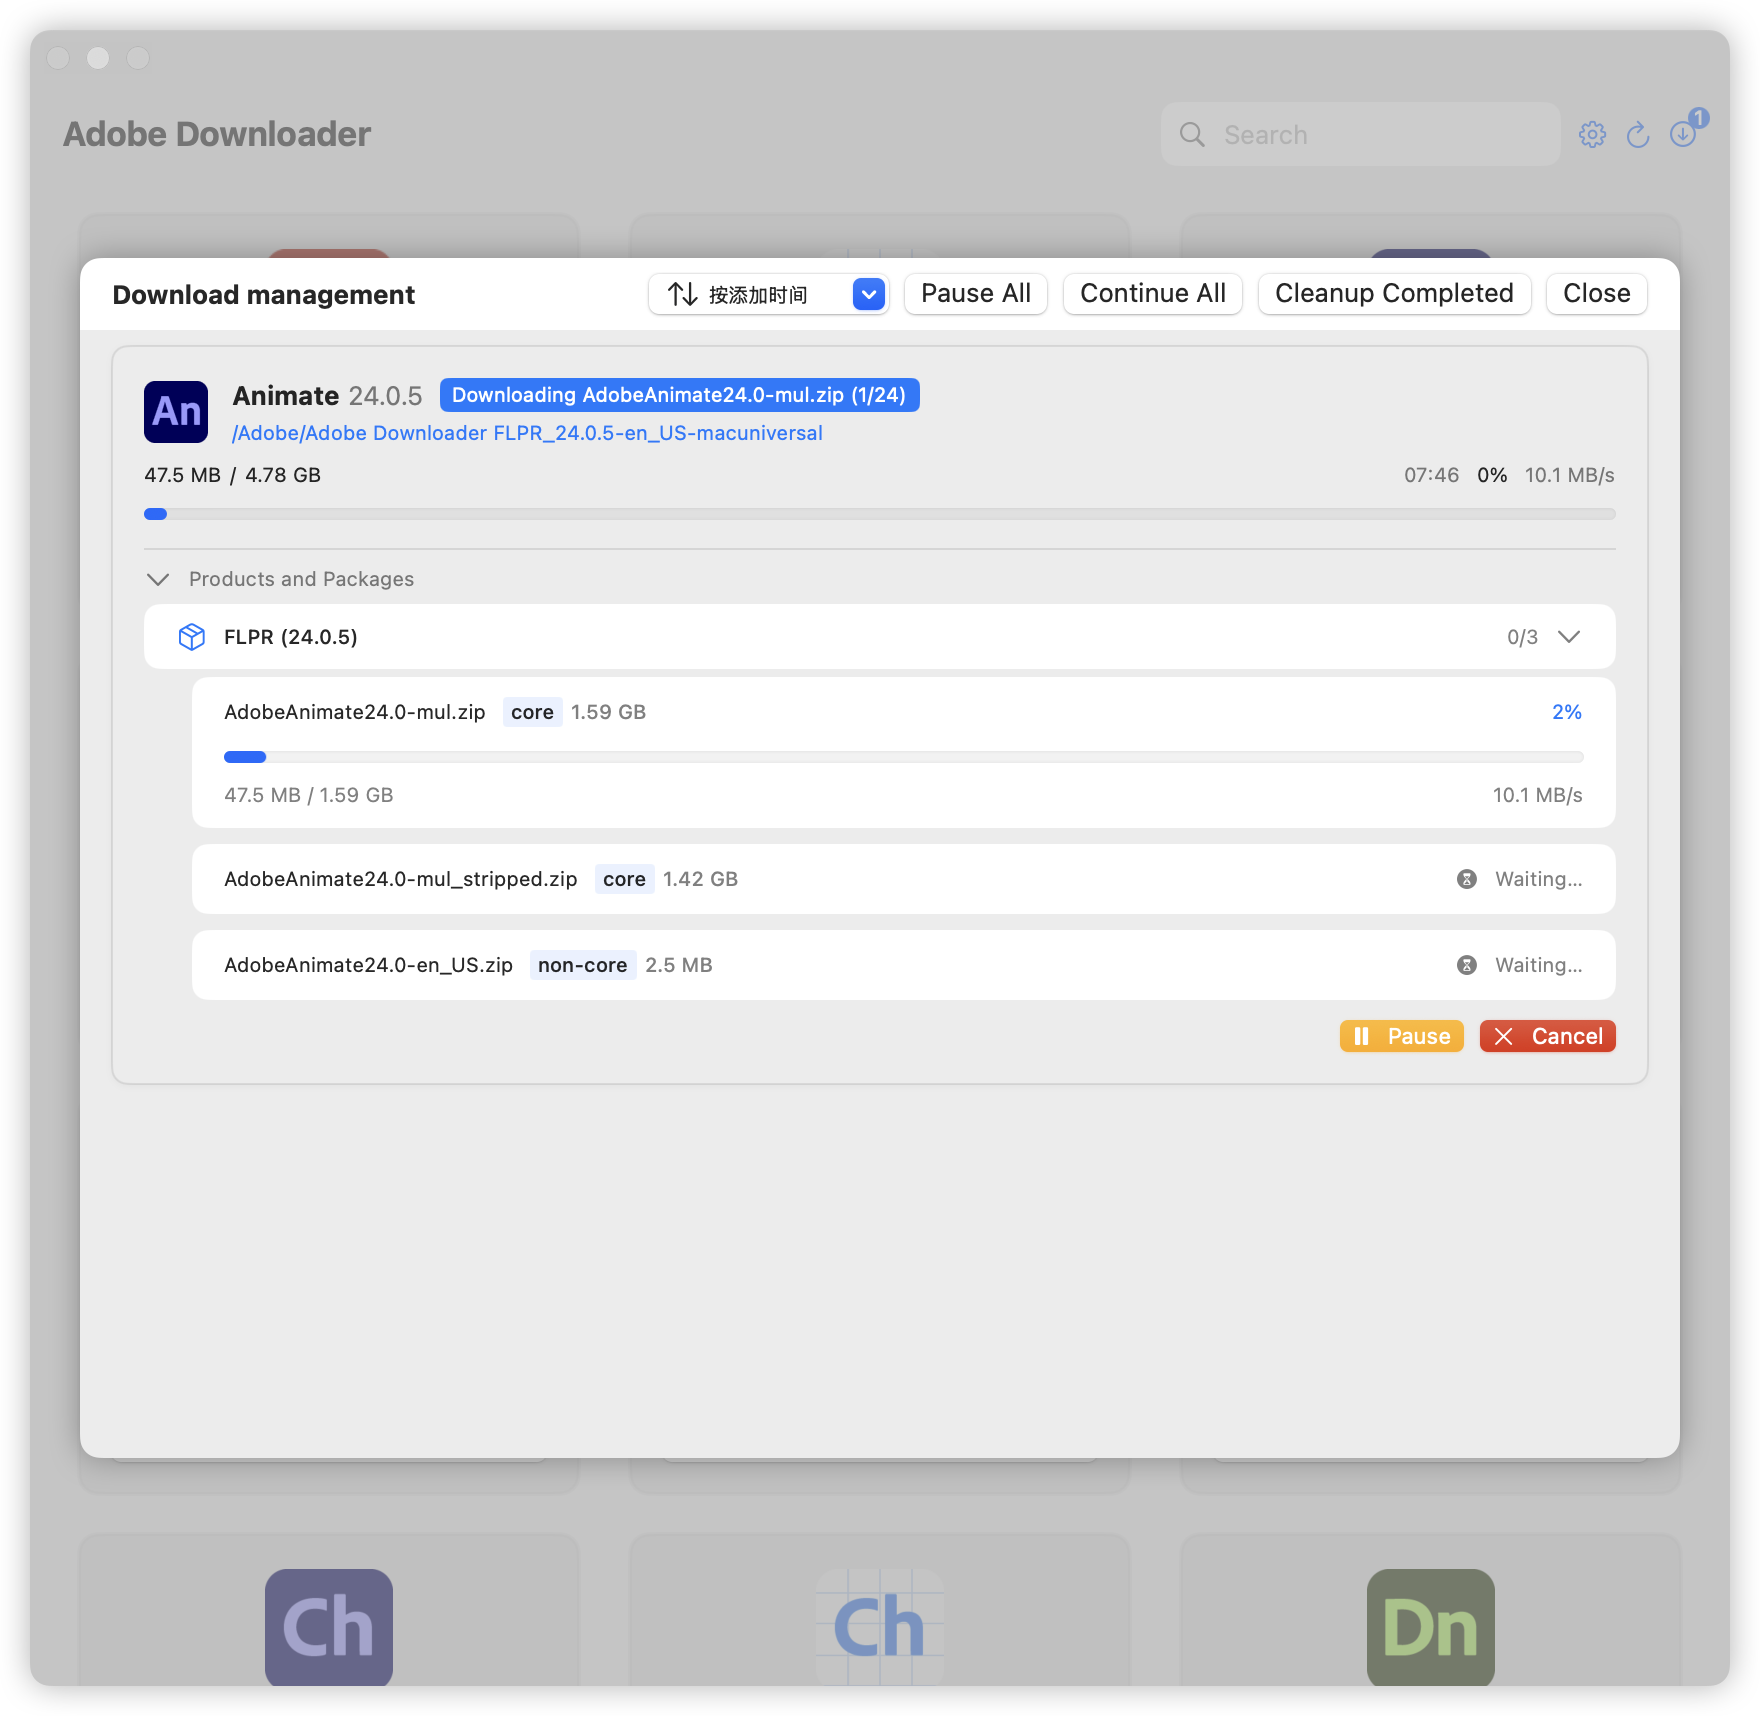 Adobe Downloader
Search
1
Download management
按添加时间
Pause All
Continue All
Cleanup Completed
Close
An
Animate 24.0.5 Downloading AdobeAnimate24.0-mul.zip (1/24)
/Adobe/Adobe Downloader FLPR_24.0.5-en_US-macuniversal
47.5 MB / 4.78 GB
07:46 0% 10.1 MB/s
Products and Packages
FLPR (24.0.5)
0/3
AdobeAnimate24.0-mul.zip core 1.59 GB
2%
47.5 MB / 1.59 GB
10.1 MB/s
AdobeAnimate24.0-mul_stripped.zip core 1.42 GB
Waiting...
AdobeAnimate24.0-en_US.zip non-core 2.5 MB
Waiting...
Pause
Cancel
Ch
Ch
Dn